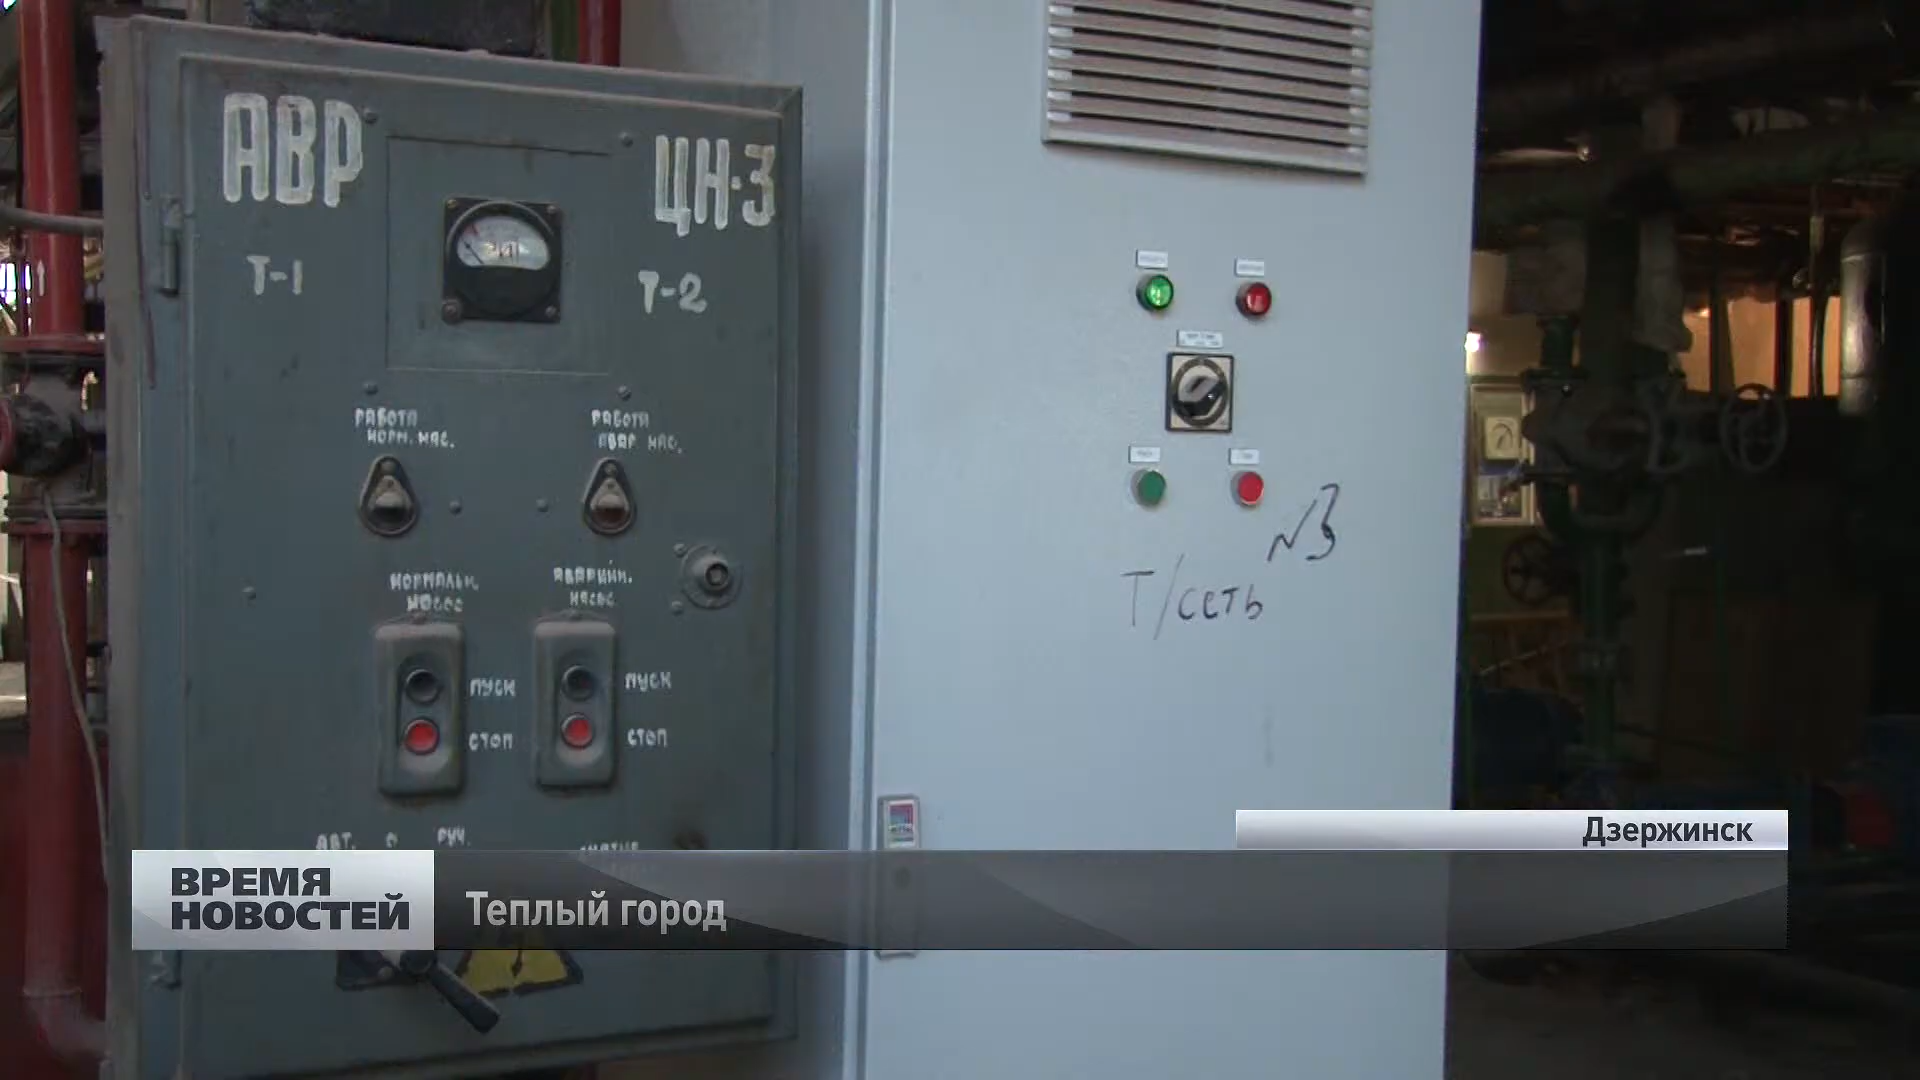 АВР
ЦН-3
Т-1
Т-2
РАБОТА
НОРМ. НАС.
РАБОТА
АВАР НАС.
НОРМАЛЬН.
НАСОС
АВАРИЙН.
НАСОС
ПУСК
ПУСК
СТОП
СТОП
АВТ. О РУЧ.
N3
Т/СЕТЬ
Дзержинск
ВРЕМЯ
НОВОСТЕЙ
Теплый город